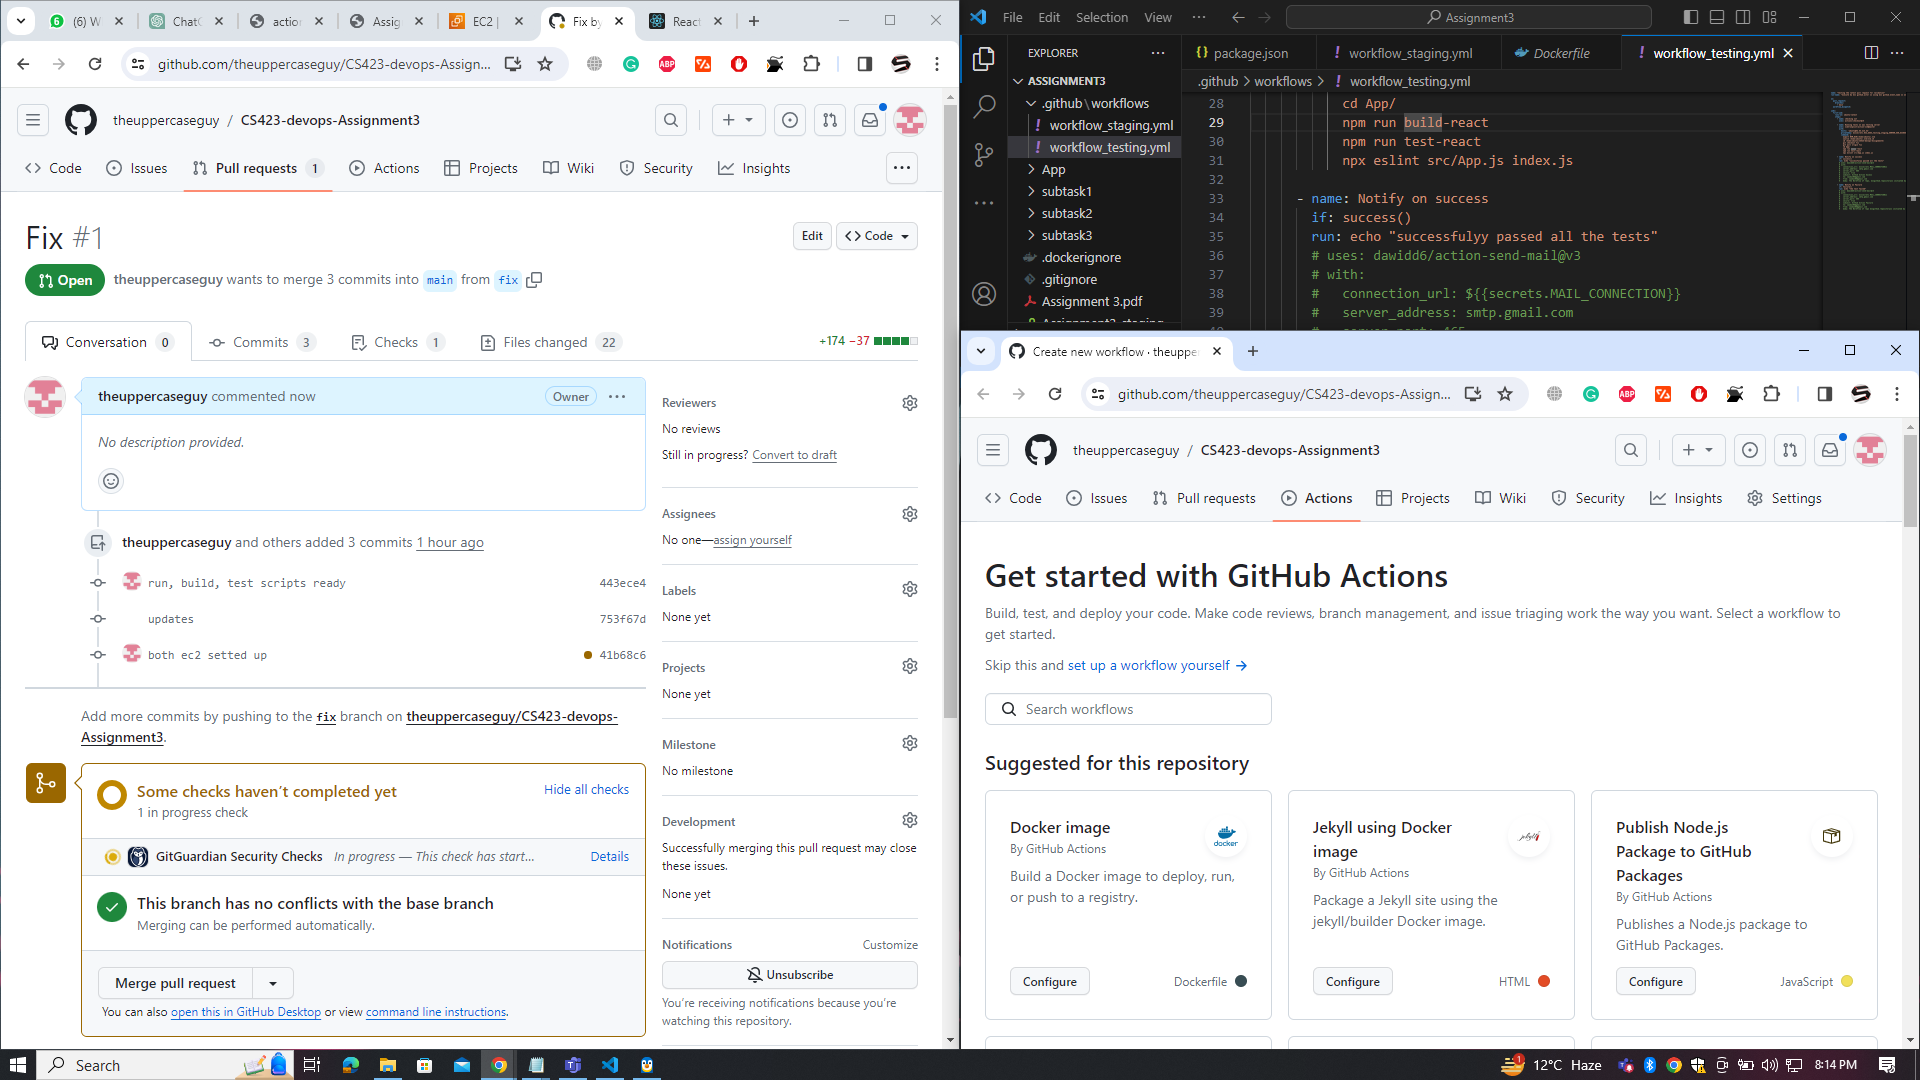 (6) W
ChatG
action
Assig
EC2 |
Fix by
React
github.com/theuppercaseguy/CS423-devops-Assign...
theuppercaseguy / CS423-devops-Assignment3
Code
Issues
Pull requests 1
Actions
Projects
Wiki
Security
Insights
Fix #1
Edit
Code
Open
theuppercaseguy wants to merge 3 commits into main from fix
Conversation 0
Commits 3
Checks 1
Files changed 22
+174 −37
theuppercaseguy commented now
Owner
No description provided.
theuppercaseguy and others added 3 commits 1 hour ago
run, build, test scripts ready 443ece4
updates 753f67d
both ec2 setted up 41b68c6
Add more commits by pushing to the fix branch on theuppercaseguy/CS423-devops-
Assignment3.
Some checks haven't completed yet
Hide all checks
1 in progress check
GitGuardian Security Checks In progress — This check has start...
Details
This branch has no conflicts with the base branch
Merging can be performed automatically.
Merge pull request
You can also open this in GitHub Desktop or view command line instructions.
Reviewers
No reviews
Still in progress? Convert to draft
Assignees
No one—assign yourself
Labels
None yet
Projects
None yet
Milestone
No milestone
Development
Successfully merging this pull request may close
these issues.
None yet
Notifications
Customize
Unsubscribe
You're receiving notifications because you're
watching this repository.
File Edit Selection View ···
Assignment3
EXPLORER
ASSIGNMENT3
.github\workflows
workflow_staging.yml
workflow_testing.yml
App
subtask1
subtask2
subtask3
.dockerignore
.gitignore
Assignment 3.pdf
package.json
workflow_staging.yml
Dockerfile
workflow_testing.yml
.github > workflows > workflow_testing.yml
28 cd App/
29 npm run build-react
30 npm run test-react
31 npx eslint src/App.js index.js
32
33 - name: Notify on success
34 if: success()
35 run: echo "successfulyy passed all the tests"
36 # uses: dawidd6/action-send-mail@v3
37 # with:
38 #   connection_url: ${{secrets.MAIL_CONNECTION}}
39 #   server_address: smtp.gmail.com
Create new workflow · theuppe
github.com/theuppercaseguy/CS423-devops-Assign...
theuppercaseguy / CS423-devops-Assignment3
Code
Issues
Pull requests
Actions
Projects
Wiki
Security
Insights
Settings
Get started with GitHub Actions
Build, test, and deploy your code. Make code reviews, branch management, and issue triaging work the way you want. Select a workflow to
get started.
Skip this and set up a workflow yourself →
Search workflows
Suggested for this repository
Docker image
By GitHub Actions
docker
Build a Docker image to deploy, run,
or push to a registry.
Configure
Dockerfile
Jekyll using Docker
image
By GitHub Actions
jekyll
Package a Jekyll site using the
jekyll/builder Docker image.
Configure
HTML
Publish Node.js
Package to GitHub
Packages
By GitHub Actions
Publishes a Node.js package to
GitHub Packages.
Configure
JavaScript
Search
12°C Haze
8:14 PM